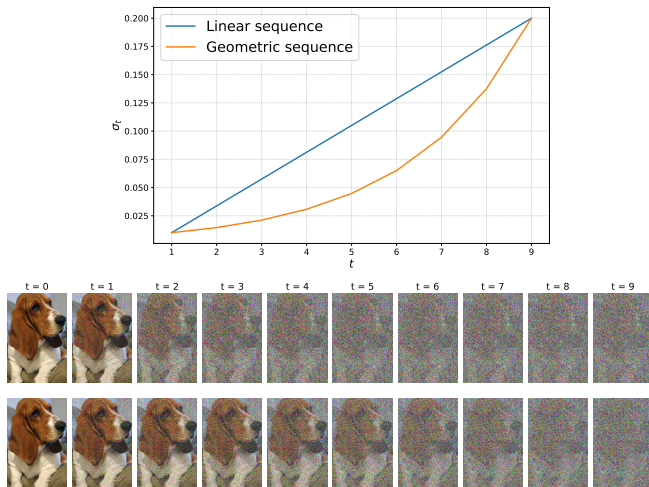 Linear sequence
Geometric sequence
0.200
0.175
0.150
0.125
0.100
0.075
0.050
0.025
σt
1 2 3 4 5 6 7 8 9
t
t = 0 t = 1 t = 2 t = 3 t = 4 t = 5 t = 6 t = 7 t = 8 t = 9